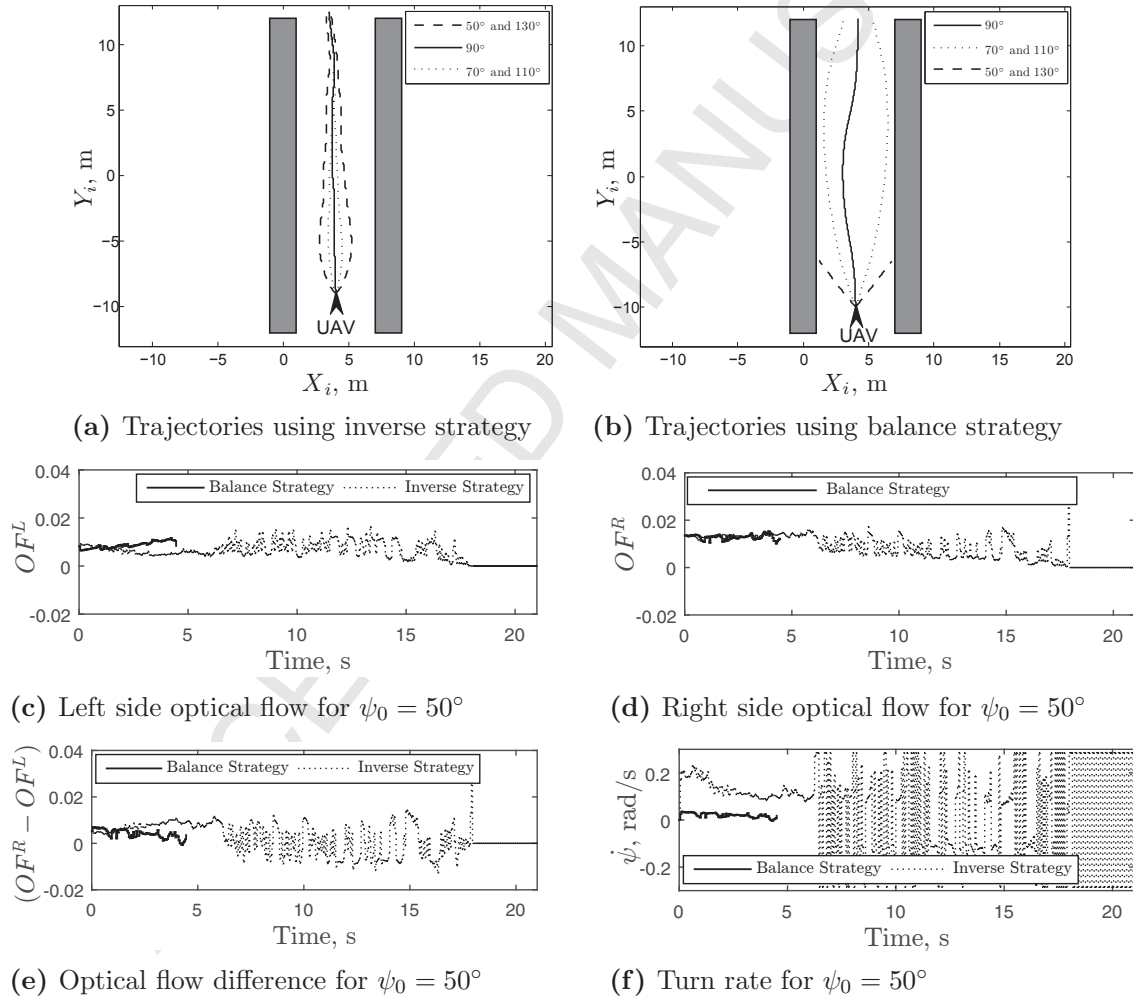 10
5
0
−5
−10
Y_i, m
−10 −5 0 5 10 15 20
X_i, m
UAV
50° and 130°
90°
70° and 110°
(a) Trajectories using inverse strategy
10
5
0
−5
−10
Y_i, m
−10 −5 0 5 10 15 20
X_i, m
UAV
90°
70° and 110°
50° and 130°
(b) Trajectories using balance strategy
0.04
0.02
0
-0.02
OF^L
Balance Strategy Inverse Strategy
0 5 10 15 20
Time, s
(c) Left side optical flow for ψ₀ = 50°
0.04
0.02
0
-0.02
OF^R
Balance Strategy
0 5 10 15 20
Time, s
(d) Right side optical flow for ψ₀ = 50°
0.04
0.02
0
-0.02
(OF^R − OF^L)
Balance Strategy Inverse Strategy
0 5 10 15 20
Time, s
(e) Optical flow difference for ψ₀ = 50°
0.2
0
-0.2
ψ̇, rad/s
Balance Strategy Inverse Strategy
0 5 10 15 20
Time, s
(f) Turn rate for ψ₀ = 50°